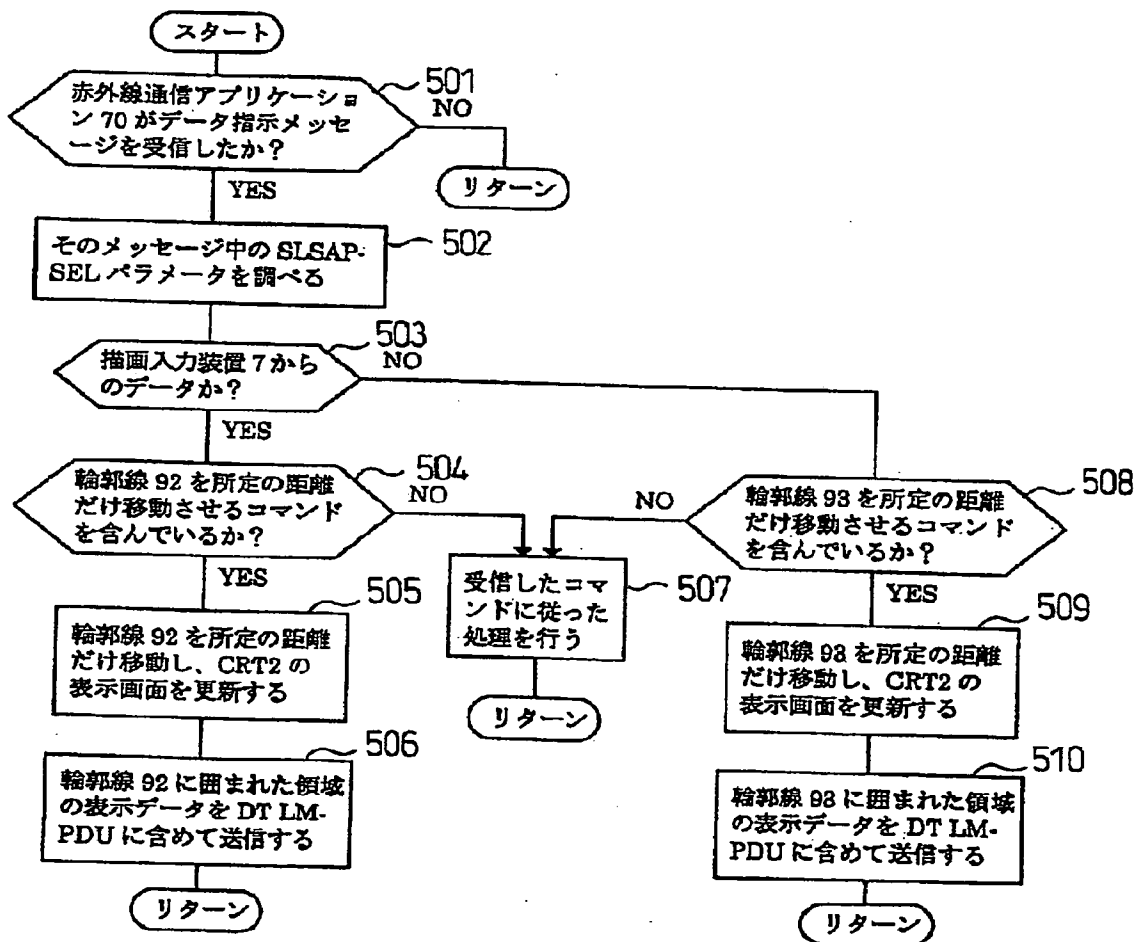 スタート
赤外線通信アプリケーショ
ン 70 がデータ指示メッセ
ージを受信したか？
501
NO
リターン
YES
そのメッセージ中の SLSAP-
SEL パラメータを調べる
502
描画入力装置 7 から
のデータか？
503
NO
YES
輪郭線 92 を所定の距離
だけ移動させるコマンド
を含んでいるか？
504
NO
YES
輪郭線 93 を所定の距離
だけ移動させるコマンド
を含んでいるか？
508
NO
YES
受信したコマ
ンドに従った
処理を行う
507
リターン
輪郭線 92 を所定の距離
だけ移動し、CRT2 の
表示画面を更新する
505
輪郭線 93 を所定の距離
だけ移動し、CRT2 の
表示画面を更新する
509
輪郭線 92 に囲まれた領域
の表示データを DT LM-
PDU に含めて送信する
506
リターン
輪郭線 93 に囲まれた領域
の表示データを DT LM-
PDU に含めて送信する
510
リターン